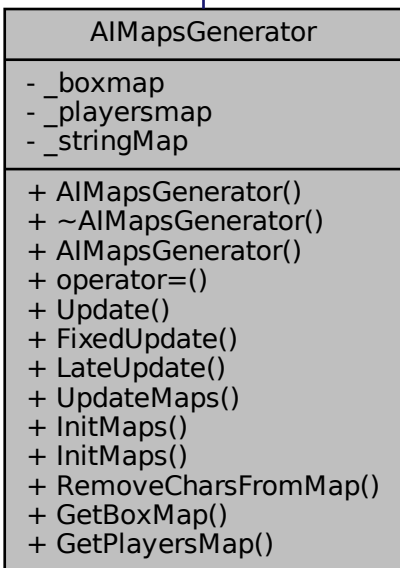 AIMapsGenerator
- _boxmap
- _playersmap
- _stringMap
+ AIMapsGenerator()
+ ~AIMapsGenerator()
+ AIMapsGenerator()
+ operator=()
+ Update()
+ FixedUpdate()
+ LateUpdate()
+ UpdateMaps()
+ InitMaps()
+ InitMaps()
+ RemoveCharsFromMap()
+ GetBoxMap()
+ GetPlayersMap()